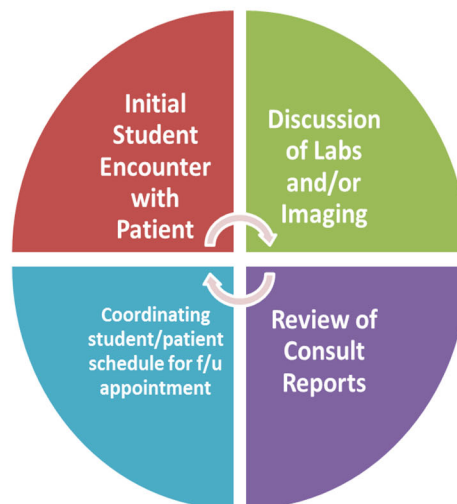 Initial
Student
Encounter
with
Patient
Discussion
of Labs
and/or
Imaging
Coordinating
student/patient
schedule for f/u
appointment
Review of
Consult
Reports